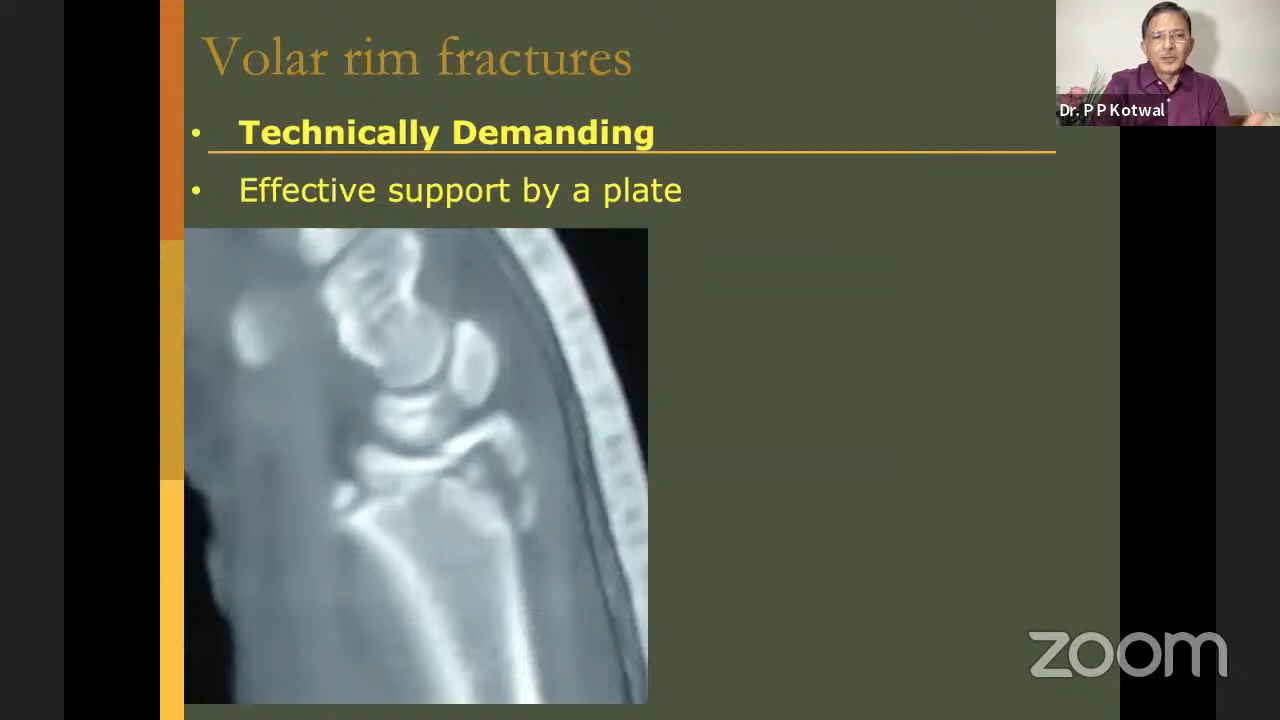 Volar rim fractures
• Technically Demanding
• Effective support by a plate
Dr. P P Kotwal
zoom